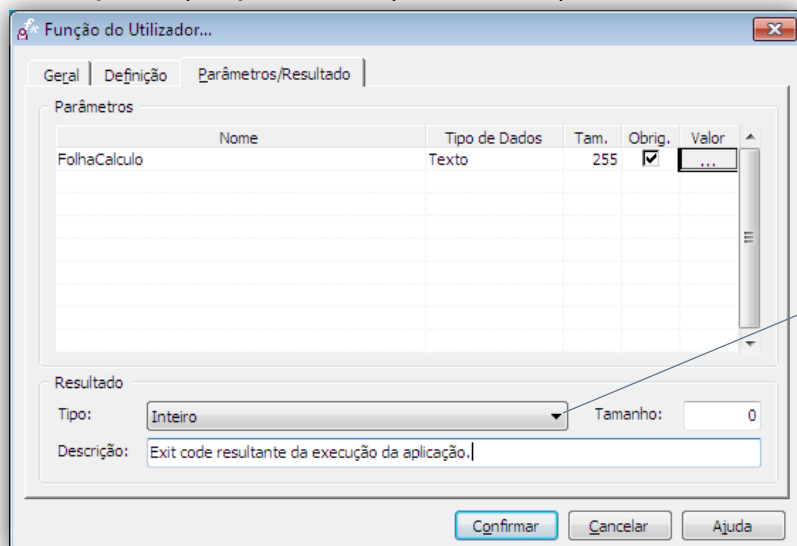 Função do Utilizador...
Geral Definição Parâmetros/Resultado
Parâmetros
Nome Tipo de Dados Tam. Obrig. Valor
FolhaCalculo Texto 255 ...
Resultado
Tipo: Inteiro Tamanho: 0
Descrição: Exit code resultante da execução da aplicação.
Confirmar Cancelar Ajuda